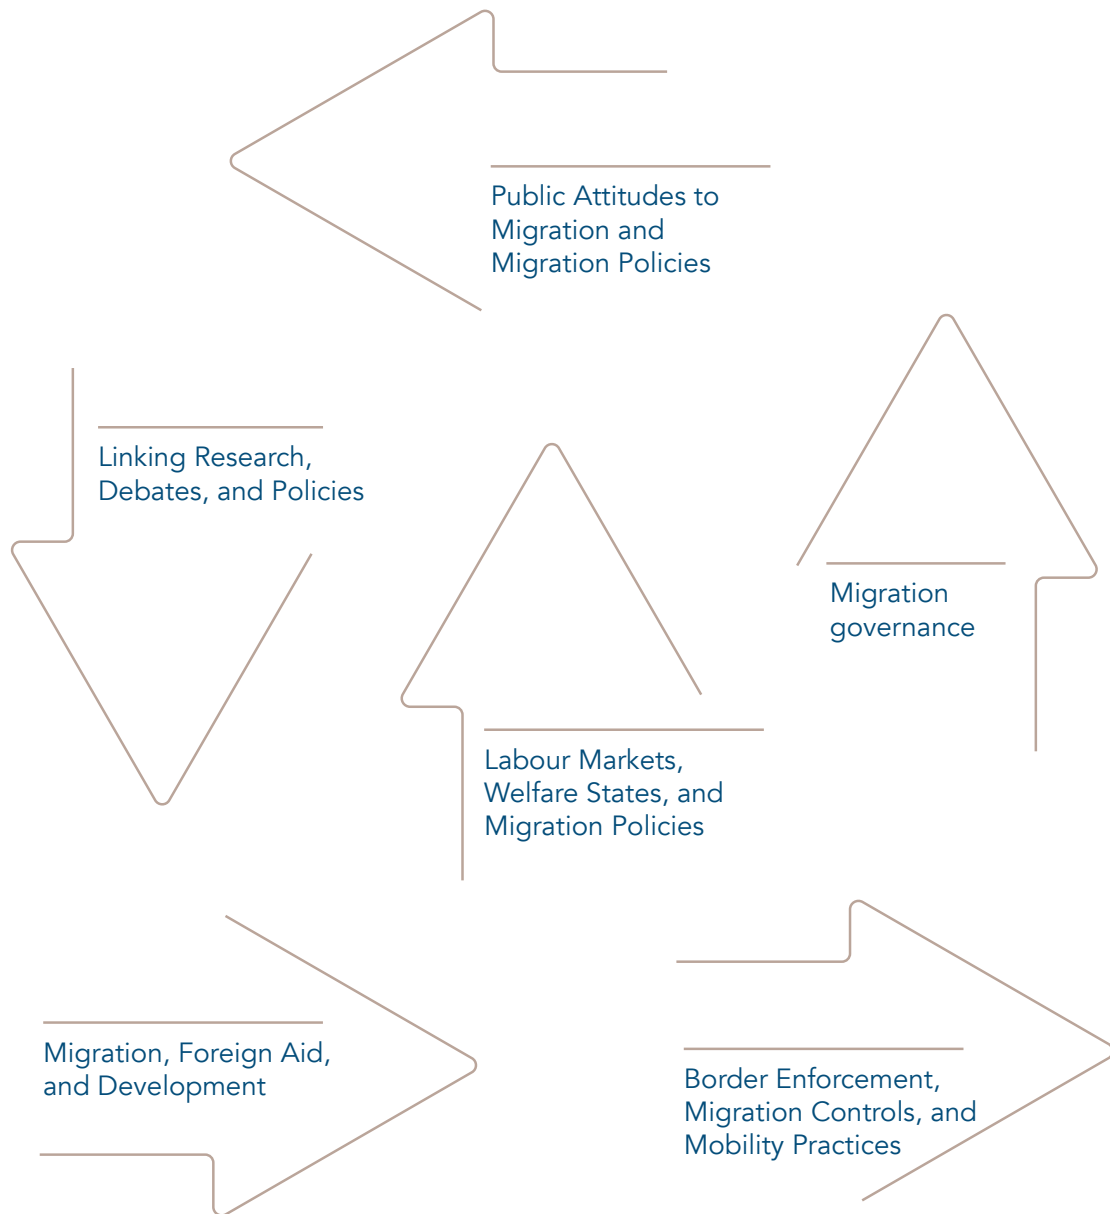 Public Attitudes to
Migration and
Migration Policies
Linking Research,
Debates, and Policies
Migration
governance
Labour Markets,
Welfare States, and
Migration Policies
Migration, Foreign Aid,
and Development
Border Enforcement,
Migration Controls, and
Mobility Practices